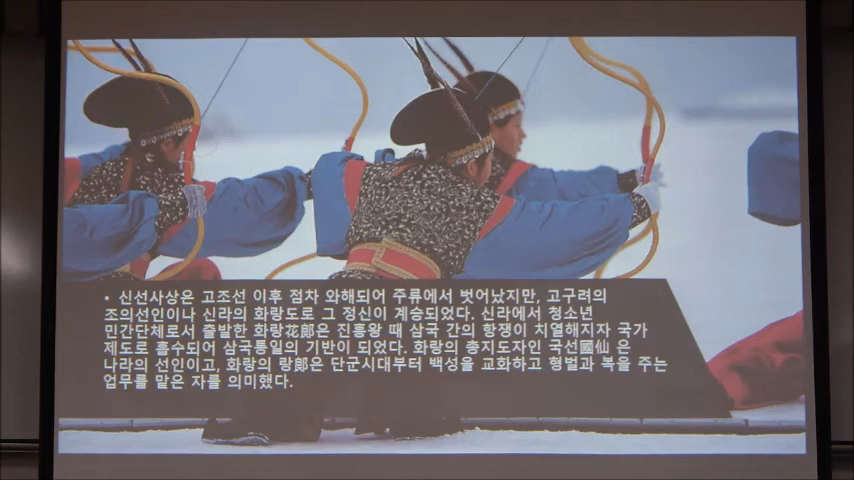 • 신선사상은 고조선 이후 점차 와해되어 주류에서 벗어났지만, 고구려의
조의선인이나 신라의 화랑도로 그 정신이 계승되었다. 신라에서 청소년
민간단체로서 출발한 화랑花郞은 진흥왕 때 삼국 간의 항쟁이 치열해지자 국가
제도로 흡수되어 삼국통일의 기반이 되었다. 화랑의 총지도자인 국선國仙 은
나라의 선인이고, 화랑의 랑郞은 단군시대부터 백성을 교화하고 형벌과 복을 주는
업무를 맡은 자를 의미했다.